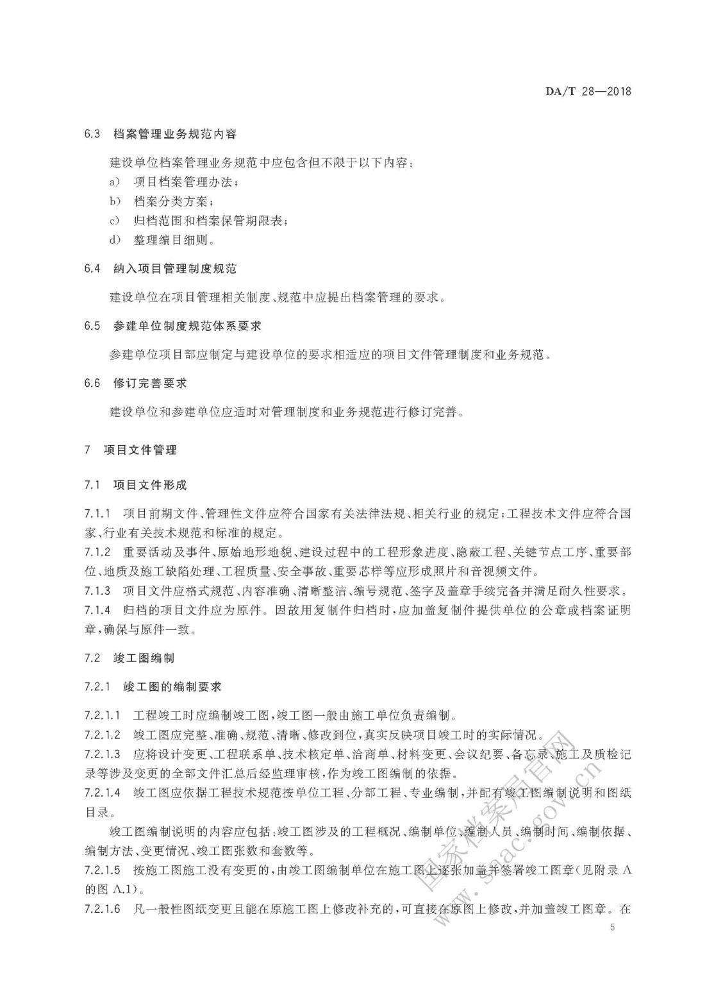 DA/T 28—2018
6.3 档案管理业务规范内容
建设单位档案管理业务规范中应包含但不限于以下内容:
a) 项目档案管理办法;
b) 档案分类方案;
c) 归档范围和档案保管期限表;
d) 整理编目细则。
6.4 纳入项目管理制度规范
建设单位在项目管理相关制度、规范中应提出档案管理的要求。
6.5 参建单位制度规范体系要求
参建单位项目部应制定与建设单位的要求相适应的项目文件管理制度和业务规范。
6.6 修订完善要求
建设单位和参建单位应适时对管理制度和业务规范进行修订完善。
7 项目文件管理
7.1 项目文件形成
7.1.1 项目前期文件、管理性文件应符合国家有关法律法规、相关行业的规定;工程技术文件应符合国
家、行业有关技术规范和标准的规定。
7.1.2 重要活动及事件、原始地形地貌、建设过程中的工程形象进度、隐蔽工程、关键节点工序、重要部
位、地质及施工缺陷处理、工程质量、安全事故、重要芯样等应形成照片和音视频文件。
7.1.3 项目文件应格式规范、内容准确、清晰整洁、编号规范、签字及盖章手续完备并满足耐久性要求。
7.1.4 归档的项目文件应为原件。因故用复制件归档时,应加盖复制件提供单位的公章或档案证明
章,确保与原件一致。
7.2 竣工图编制
7.2.1 竣工图的编制要求
7.2.1.1 工程竣工时应编制竣工图,竣工图一般由施工单位负责编制。
7.2.1.2 竣工图应完整、准确、规范、清晰、修改到位,真实反映项目竣工时的实际情况。
7.2.1.3 应将设计变更、工程联系单、技术核定单、洽商单、材料变更、会议纪要、备忘录、施工及质检记
录等涉及变更的全部文件汇总后经监理审核,作为竣工图编制的依据。
7.2.1.4 竣工图应依据工程技术规范按单位工程、分部工程、专业编制,并配有竣工图编制说明和图纸
目录。
竣工图编制说明的内容应包括:竣工图涉及的工程概况、编制单位、编制人员、编制时间、编制依据、
编制方法、变更情况、竣工图张数和套数等。
7.2.1.5 按施工图施工没有变更的,由竣工图编制单位在施工图上逐张加盖并签署竣工图章(见附录 A
的图 A.1)。
7.2.1.6 凡一般性图纸变更且能在原施工图上修改补充的,可直接在原图上修改,并加盖竣工图章。在
国家档案局官网
www.saac.gov.cn
5